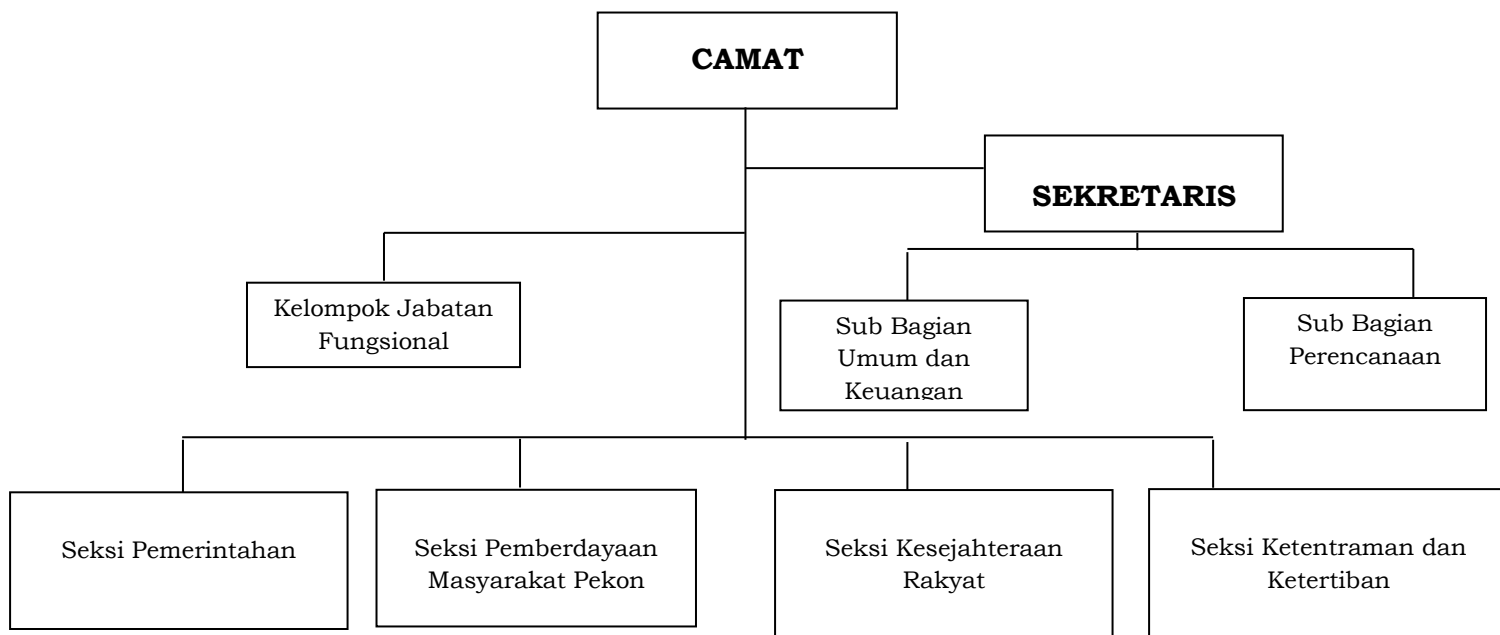 CAMAT
SEKRETARIS
Kelompok Jabatan
Fungsional
Sub Bagian
Umum dan
Keuangan
Sub Bagian
Perencanaan
Seksi Pemerintahan
Seksi Pemberdayaan
Masyarakat Pekon
Seksi Kesejahteraan
Rakyat
Seksi Ketentraman dan
Ketertiban